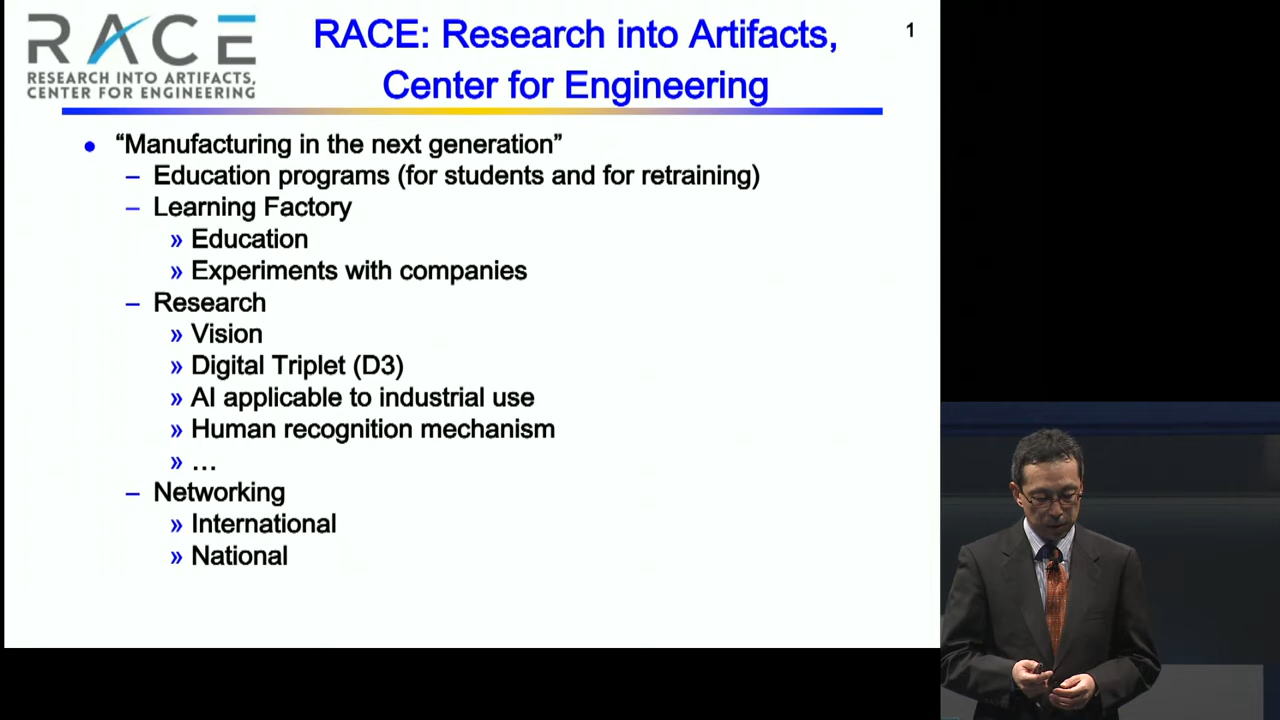 RACE
RESEARCH INTO ARTIFACTS,
CENTER FOR ENGINEERING
RACE: Research into Artifacts,
Center for Engineering
1
● “Manufacturing in the next generation”
– Education programs (for students and for retraining)
– Learning Factory
» Education
» Experiments with companies
– Research
» Vision
» Digital Triplet (D3)
» AI applicable to industrial use
» Human recognition mechanism
» …
– Networking
» International
» National